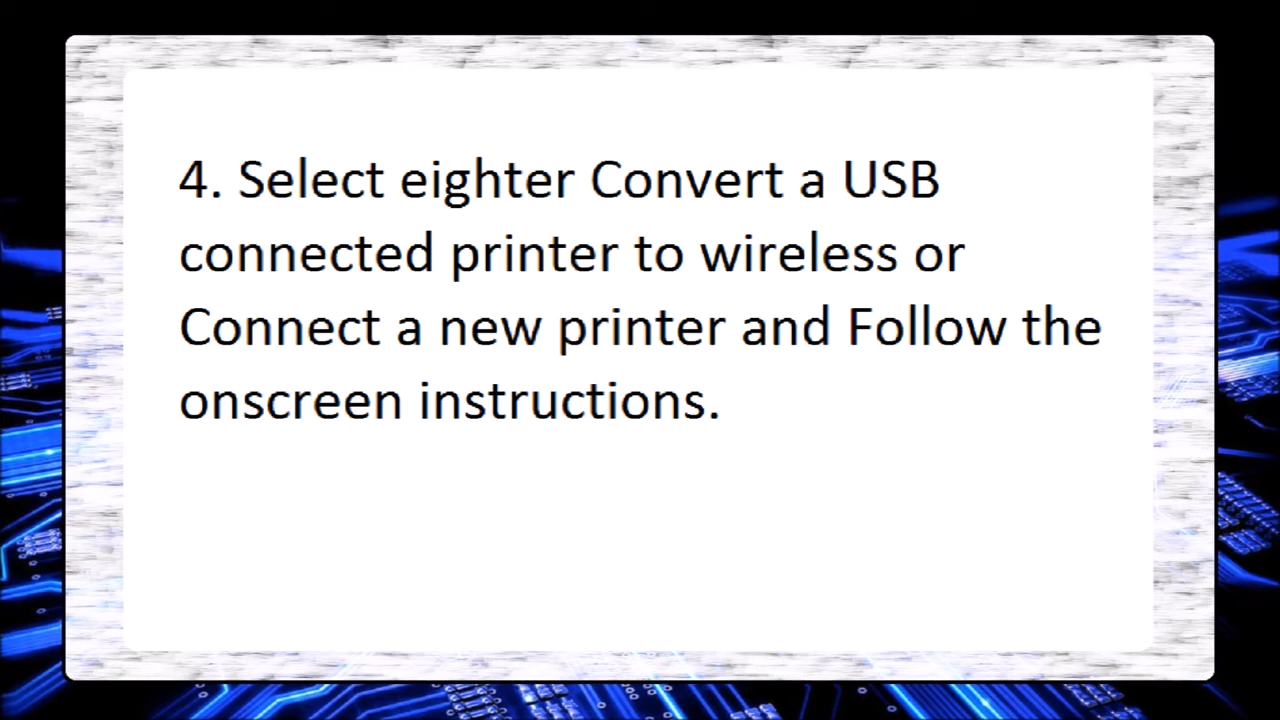 4. Select eighter Convert a USB
connected printer to wireless or
Connect a new printer and Follow the
onscreen instructions.